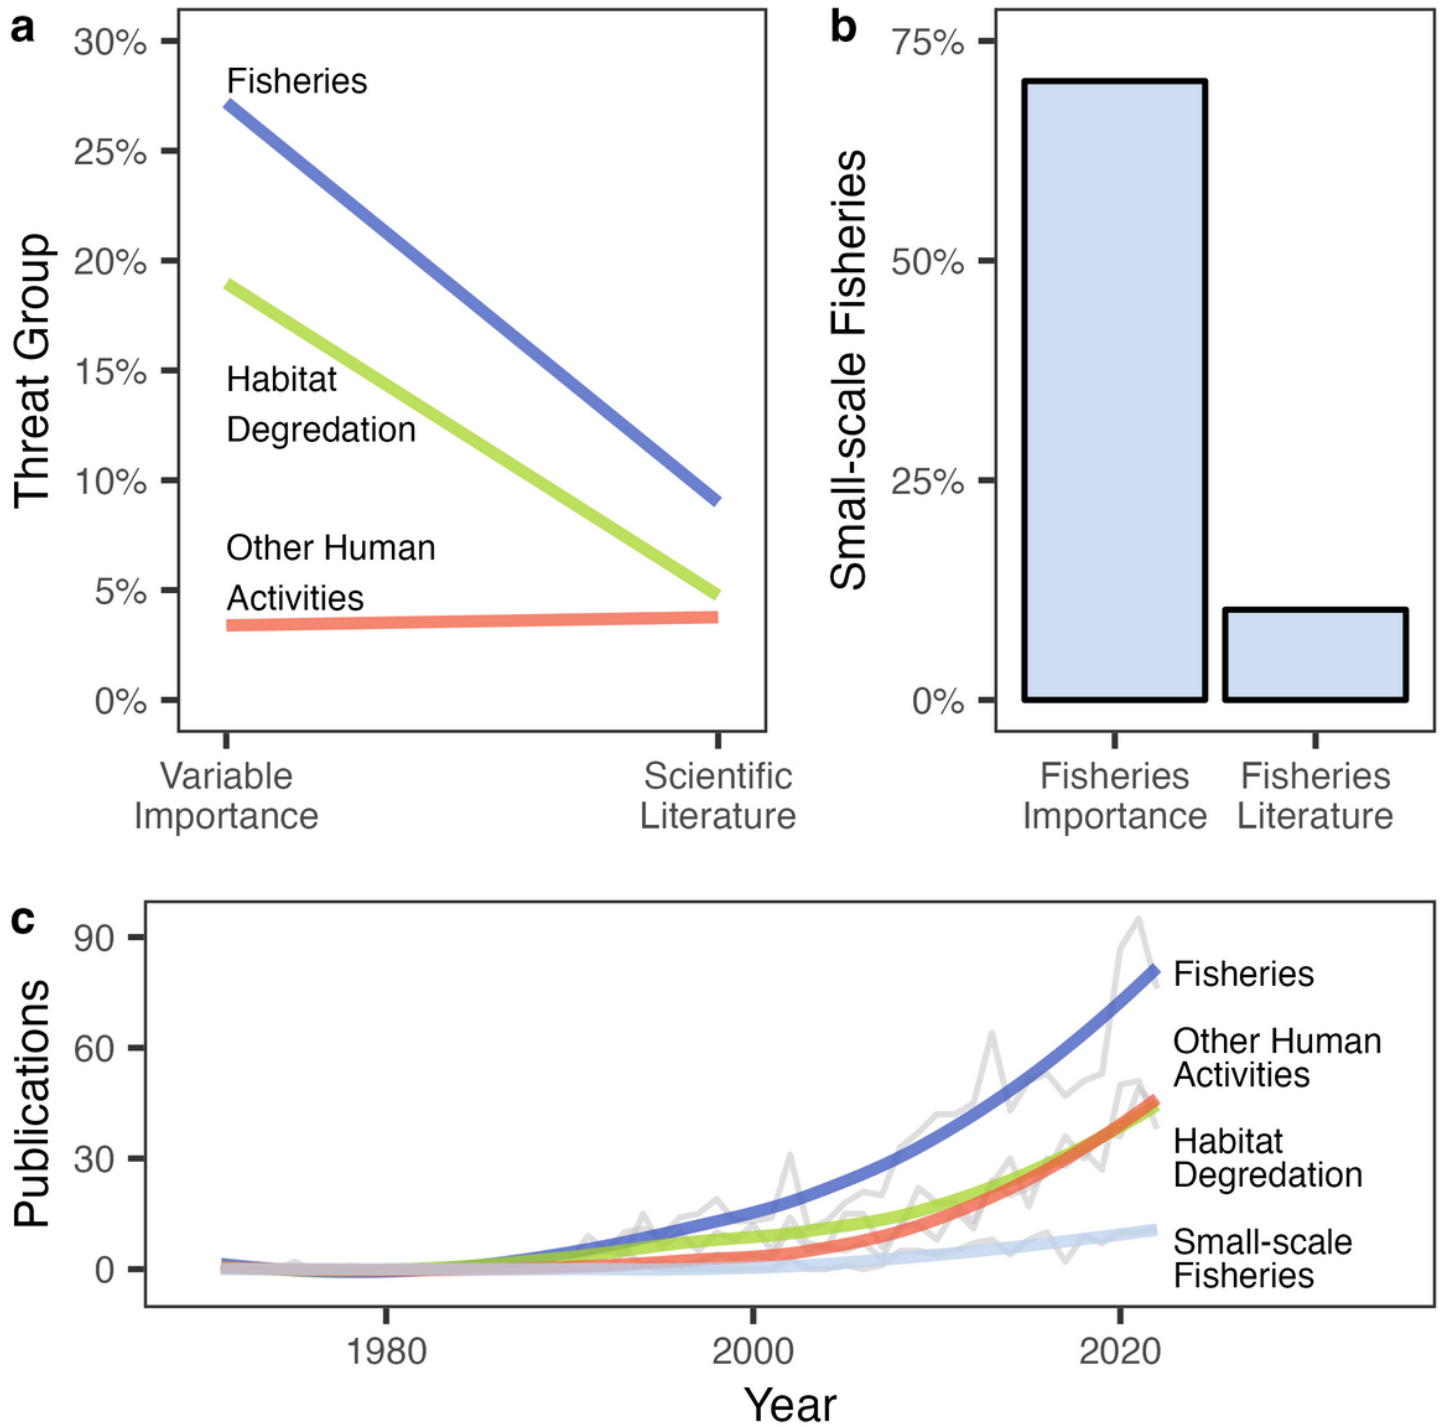 a
30%
25%
20%
15%
10%
5%
0%
Threat Group
Fisheries
Habitat
Degredation
Other Human
Activities
Variable
Importance
Scientific
Literature
b
75%
50%
25%
0%
Small-scale Fisheries
Fisheries
Importance
Fisheries
Literature
c
90
60
30
0
Publications
Fisheries
Other Human
Activities
Habitat
Degredation
Small-scale
Fisheries
1980
2000
2020
Year